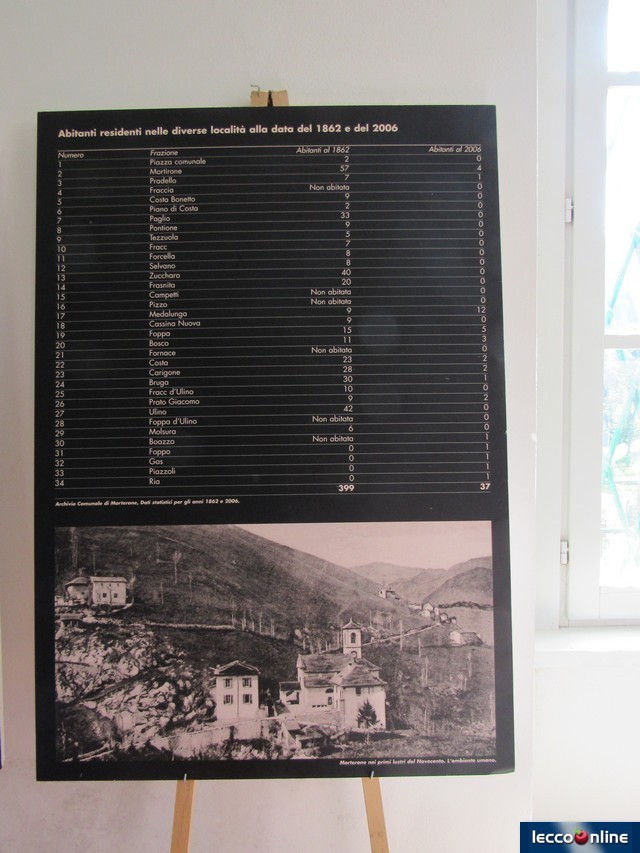 Abitanti residenti nelle diverse località alla data del 1862 e del 2006
Numero Frazione Abitanti al 1862 Abitanti al 2006
1 Piazza comunale 2 0
2 Mortirone 57 4
3 Pradello 7 1
4 Fraccia Non abitata 0
5 Costa Bonetto 9 0
6 Piano di Costa 2 0
7 Paglio 33 0
8 Pontione 9 0
9 Tezzuola 5 0
10 Fracc 7 0
11 Forcella 8 0
12 Selvano 8 0
13 Zuccharo 40 0
14 Frasnita 20 0
15 Campetti Non abitata 0
16 Pizzo Non abitata 0
17 Medalunga 9 12
18 Cassina Nuova 9 0
19 Foppa 15 5
20 Bosco 11 3
21 Fornace Non abitata 0
22 Costa 23 2
23 Carigone 28 2
24 Bruga 30 1
25 Fracc d'Ulino 10 0
26 Prato Giacomo 9 2
27 Ulino 42 0
28 Foppa d'Ulino Non abitata 0
29 Molsura 6 0
30 Boazzo Non abitata 1
31 Foppo 0 1
32 Gas 0 1
33 Piazzoli 0 1
34 Ria 0 1
399 37
Archivio Comunale di Morterone, Dati statistici per gli anni 1862 e 2006.
Morterone nei primi lustri del Novecento. L'ambiente umano.
lecco online